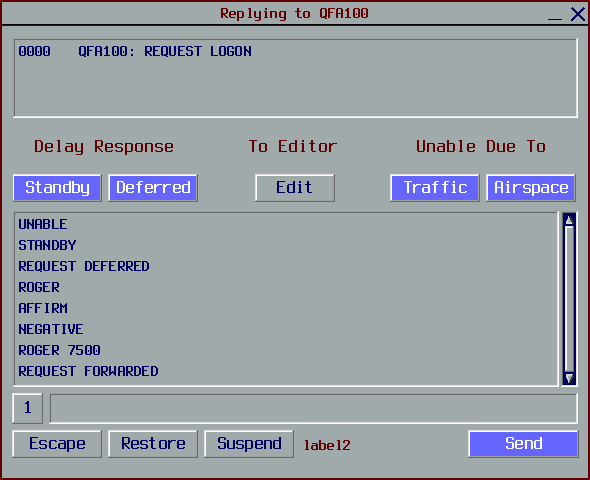 Replying to QFA100
0000 QFA100: REQUEST LOGON
Delay Response To Editor Unable Due To
Standby Deferred Edit Traffic Airspace
UNABLE
STANDBY
REQUEST DEFERRED
ROGER
AFFIRM
NEGATIVE
ROGER 7500
REQUEST FORWARDED
1
Escape Restore Suspend label2 Send